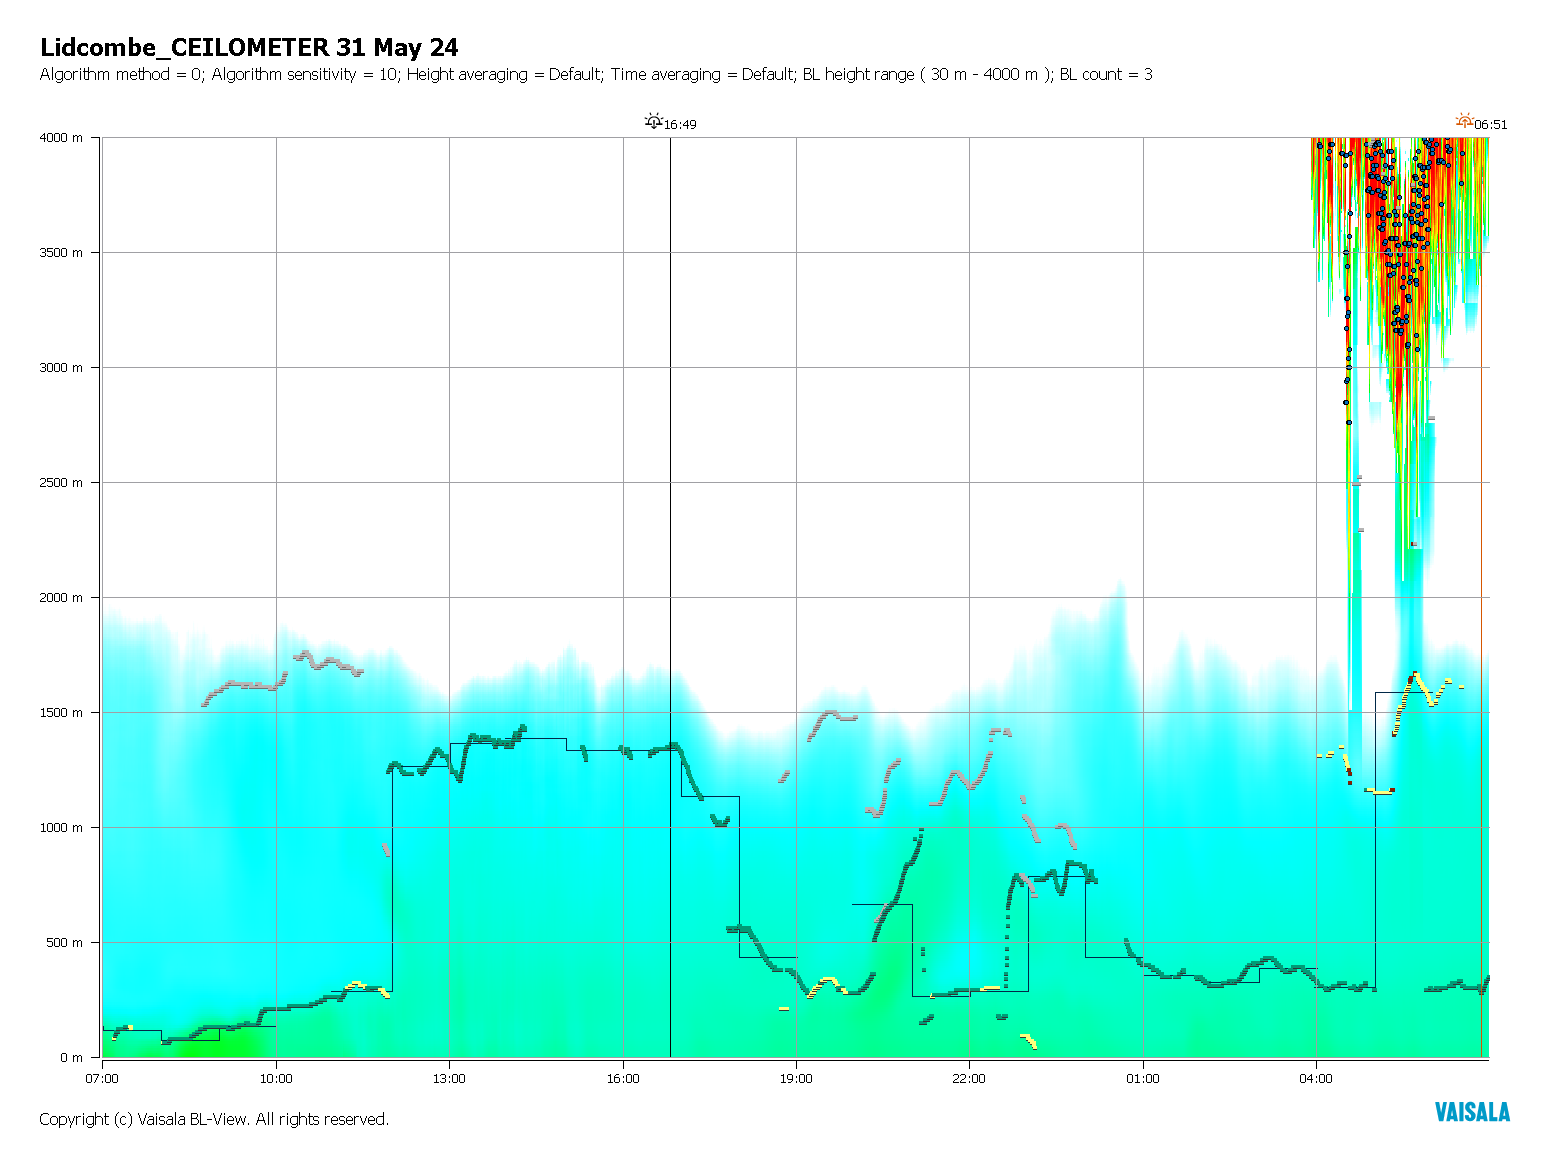 Lidcombe_CEILOMETER 31 May 24
Algorithm method = 0; Algorithm sensitivity = 10; Height averaging = Default; Time averaging = Default; BL height range ( 30 m - 4000 m ); BL count = 3
16:49 06:51
4000 m
3500 m
3000 m
2500 m
2000 m
1500 m
1000 m
500 m
0 m
07:00 10:00 13:00 16:00 19:00 22:00 01:00 04:00
Copyright (c) Vaisala BL-View. All rights reserved.
VAISALA